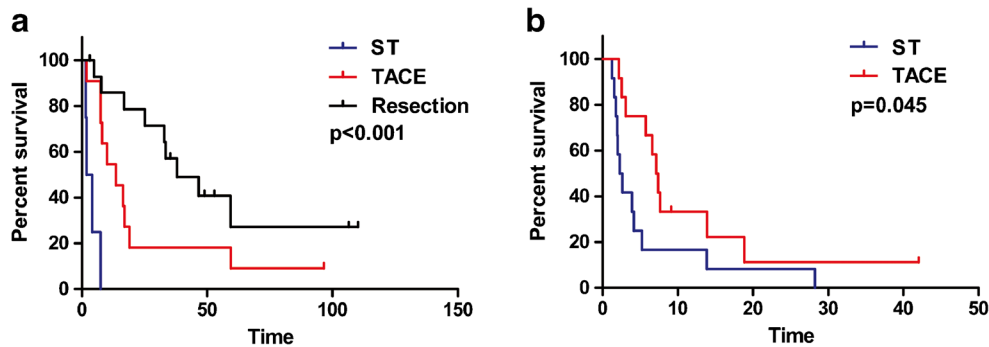 a
ST
TACE
Resection
p<0.001
Percent survival
100
80
60
40
20
0
0 50 100 150
Time
b
ST
TACE
p=0.045
Percent survival
100
80
60
40
20
0
0 10 20 30 40 50
Time